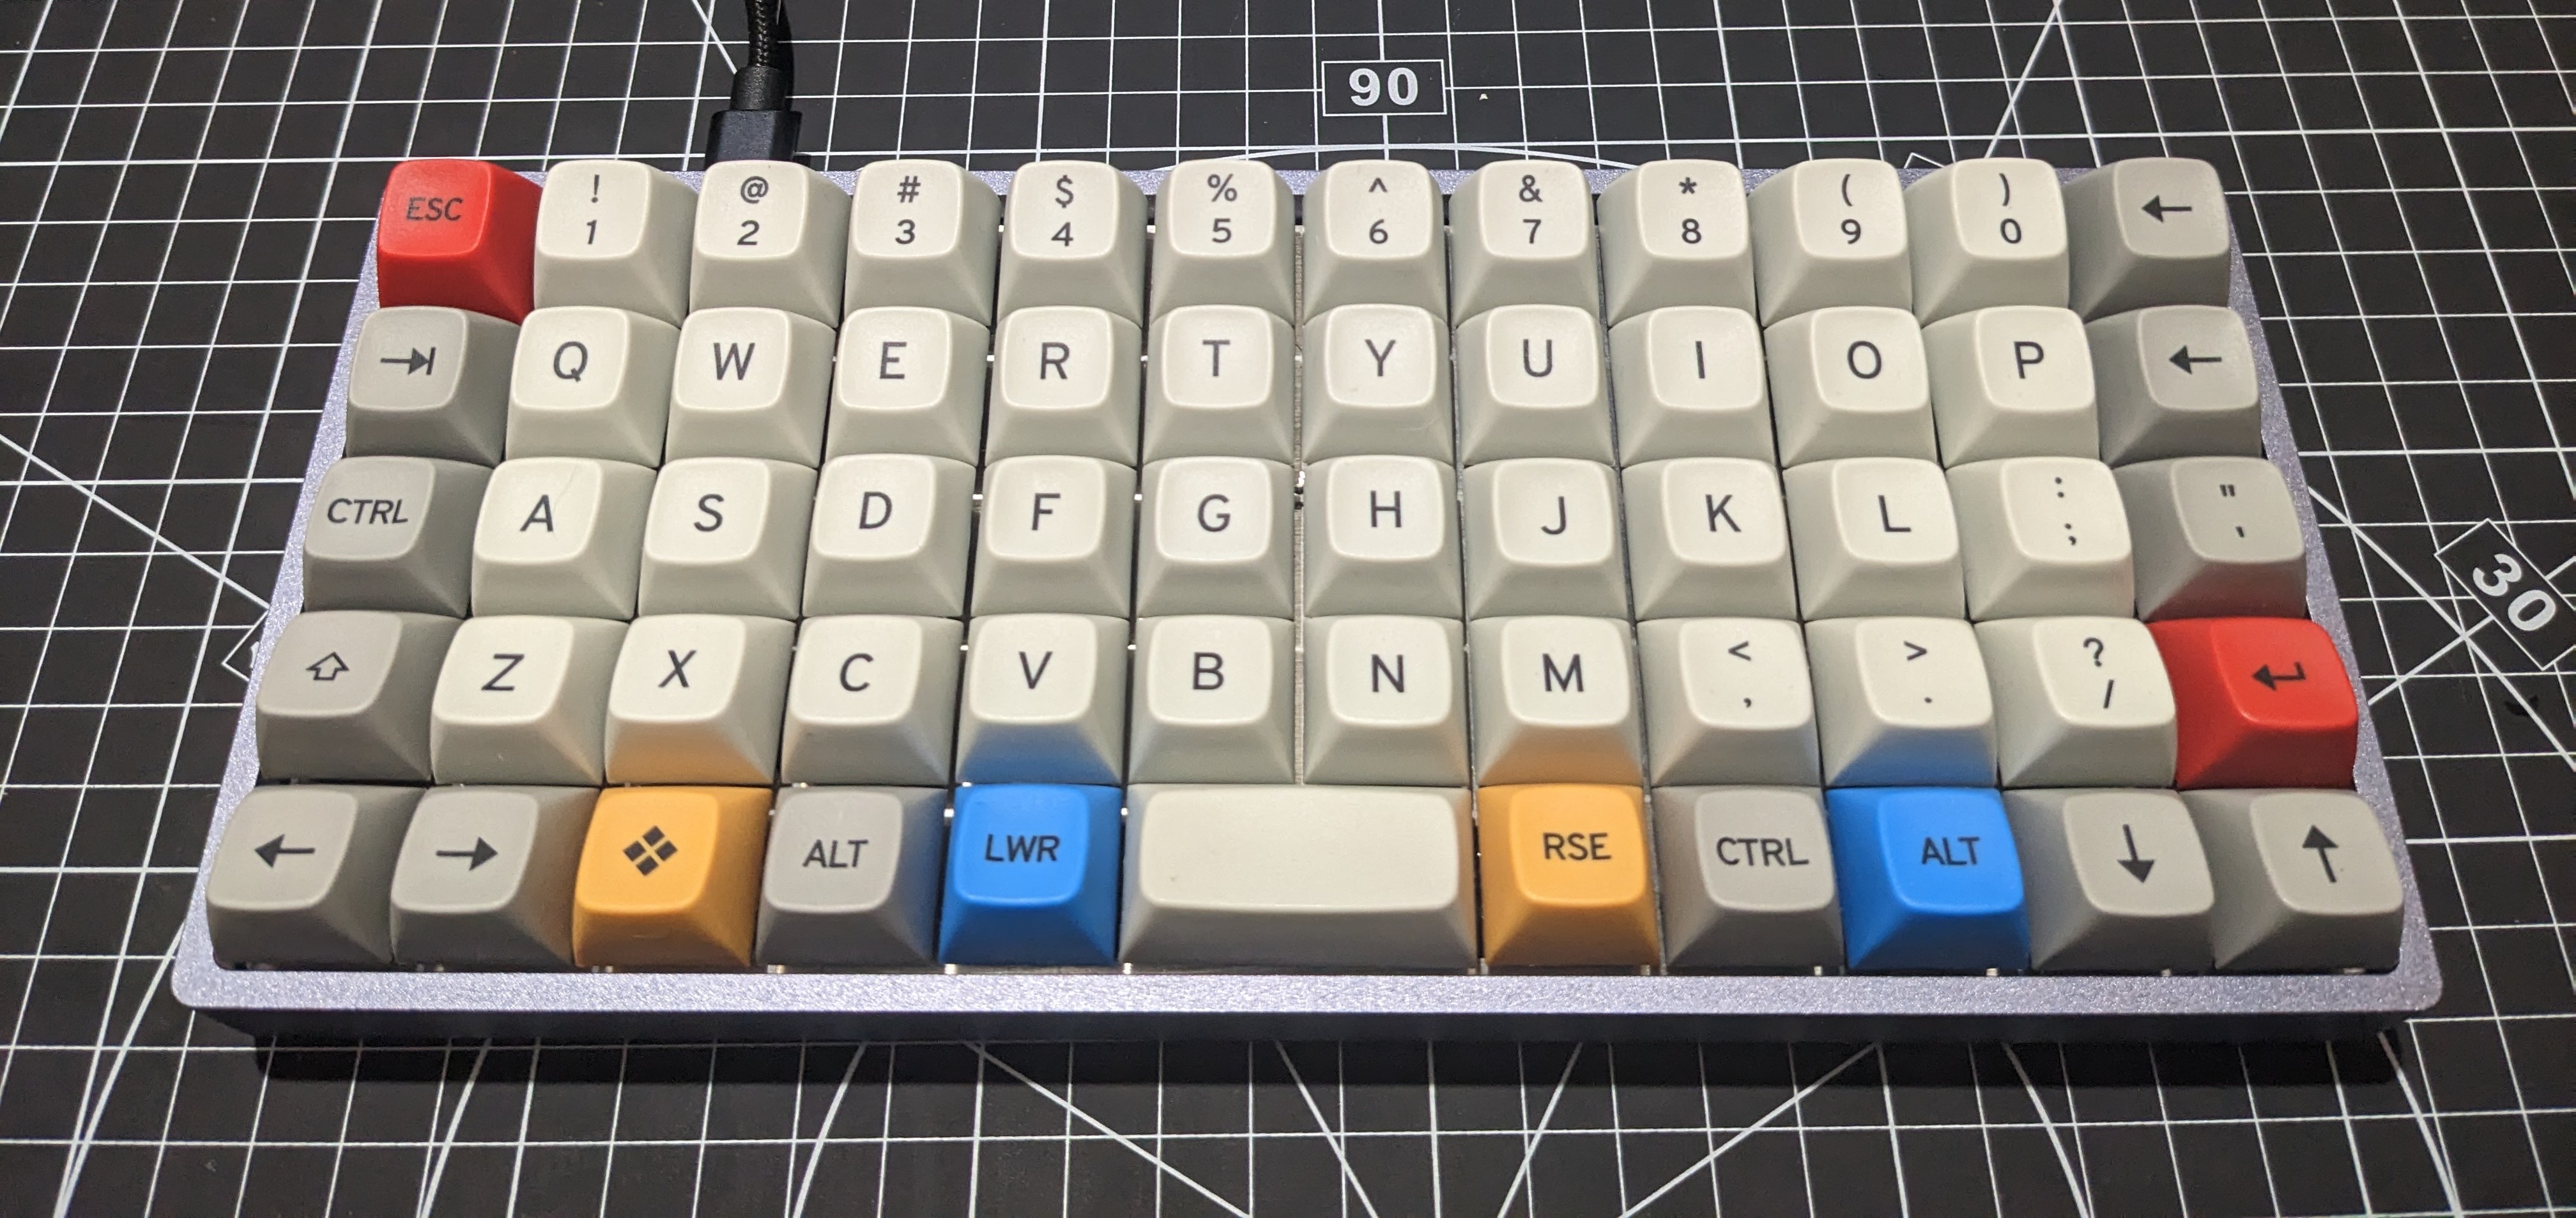 90
ESC ! @ # $ % ^ & * ( ) ←
1 2 3 4 5 6 7 8 9 0
→| Q W E R T Y U I O P ←
CTRL A S D F G H J K L : "
; '
⇧ Z X C V B N M < > ? ↵
, . /
30
← → ❖ ALT LWR RSE CTRL ALT ↓ ↑